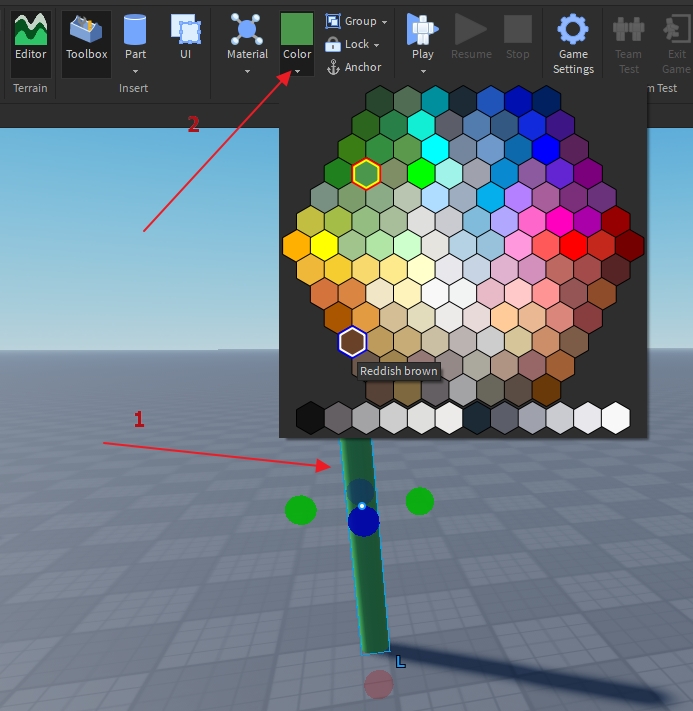 Group
Lock
Anchor
Editor
Toolbox
Part
UI
Material
Color
Play
Resume
Stop
Game
Settings
Team
Test
Exit
Game
Terrain
Insert
m Test
2
Reddish brown
1
L